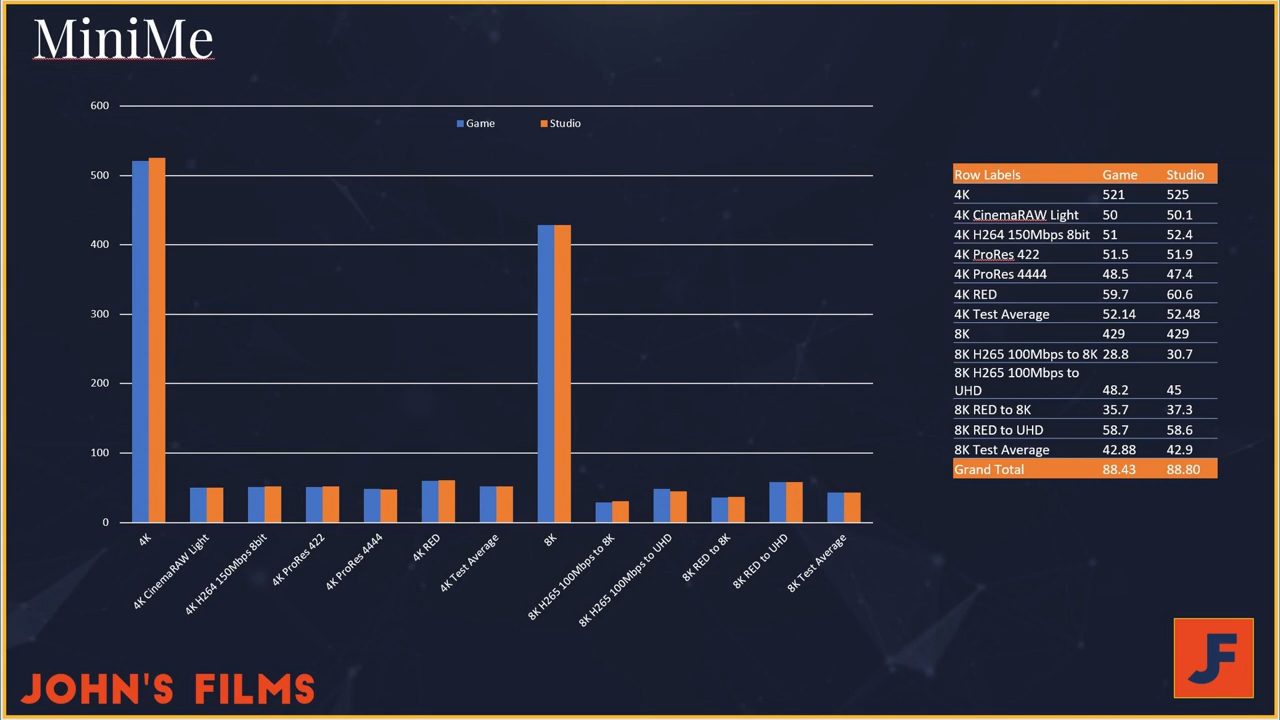 MiniMe
600
500
400
300
200
100
0
Game Studio
4K
4K CinemaRAW Light
4K H264 150Mbps 8bit
4K ProRes 422
4K ProRes 4444
4K RED
4K Test Average
8K
8K H265 100Mbps to 8K
8K H265 100Mbps to UHD
8K RED to 8K
8K RED to UHD
8K Test Average
Row Labels Game Studio
4K 521 525
4K CinemaRAW Light 50 50.1
4K H264 150Mbps 8bit 51 52.4
4K ProRes 422 51.5 51.9
4K ProRes 4444 48.5 47.4
4K RED 59.7 60.6
4K Test Average 52.14 52.48
8K 429 429
8K H265 100Mbps to 8K 28.8 30.7
8K H265 100Mbps to
UHD 48.2 45
8K RED to 8K 35.7 37.3
8K RED to UHD 58.7 58.6
8K Test Average 42.88 42.9
Grand Total 88.43 88.80
JOHN'S FILMS
JF